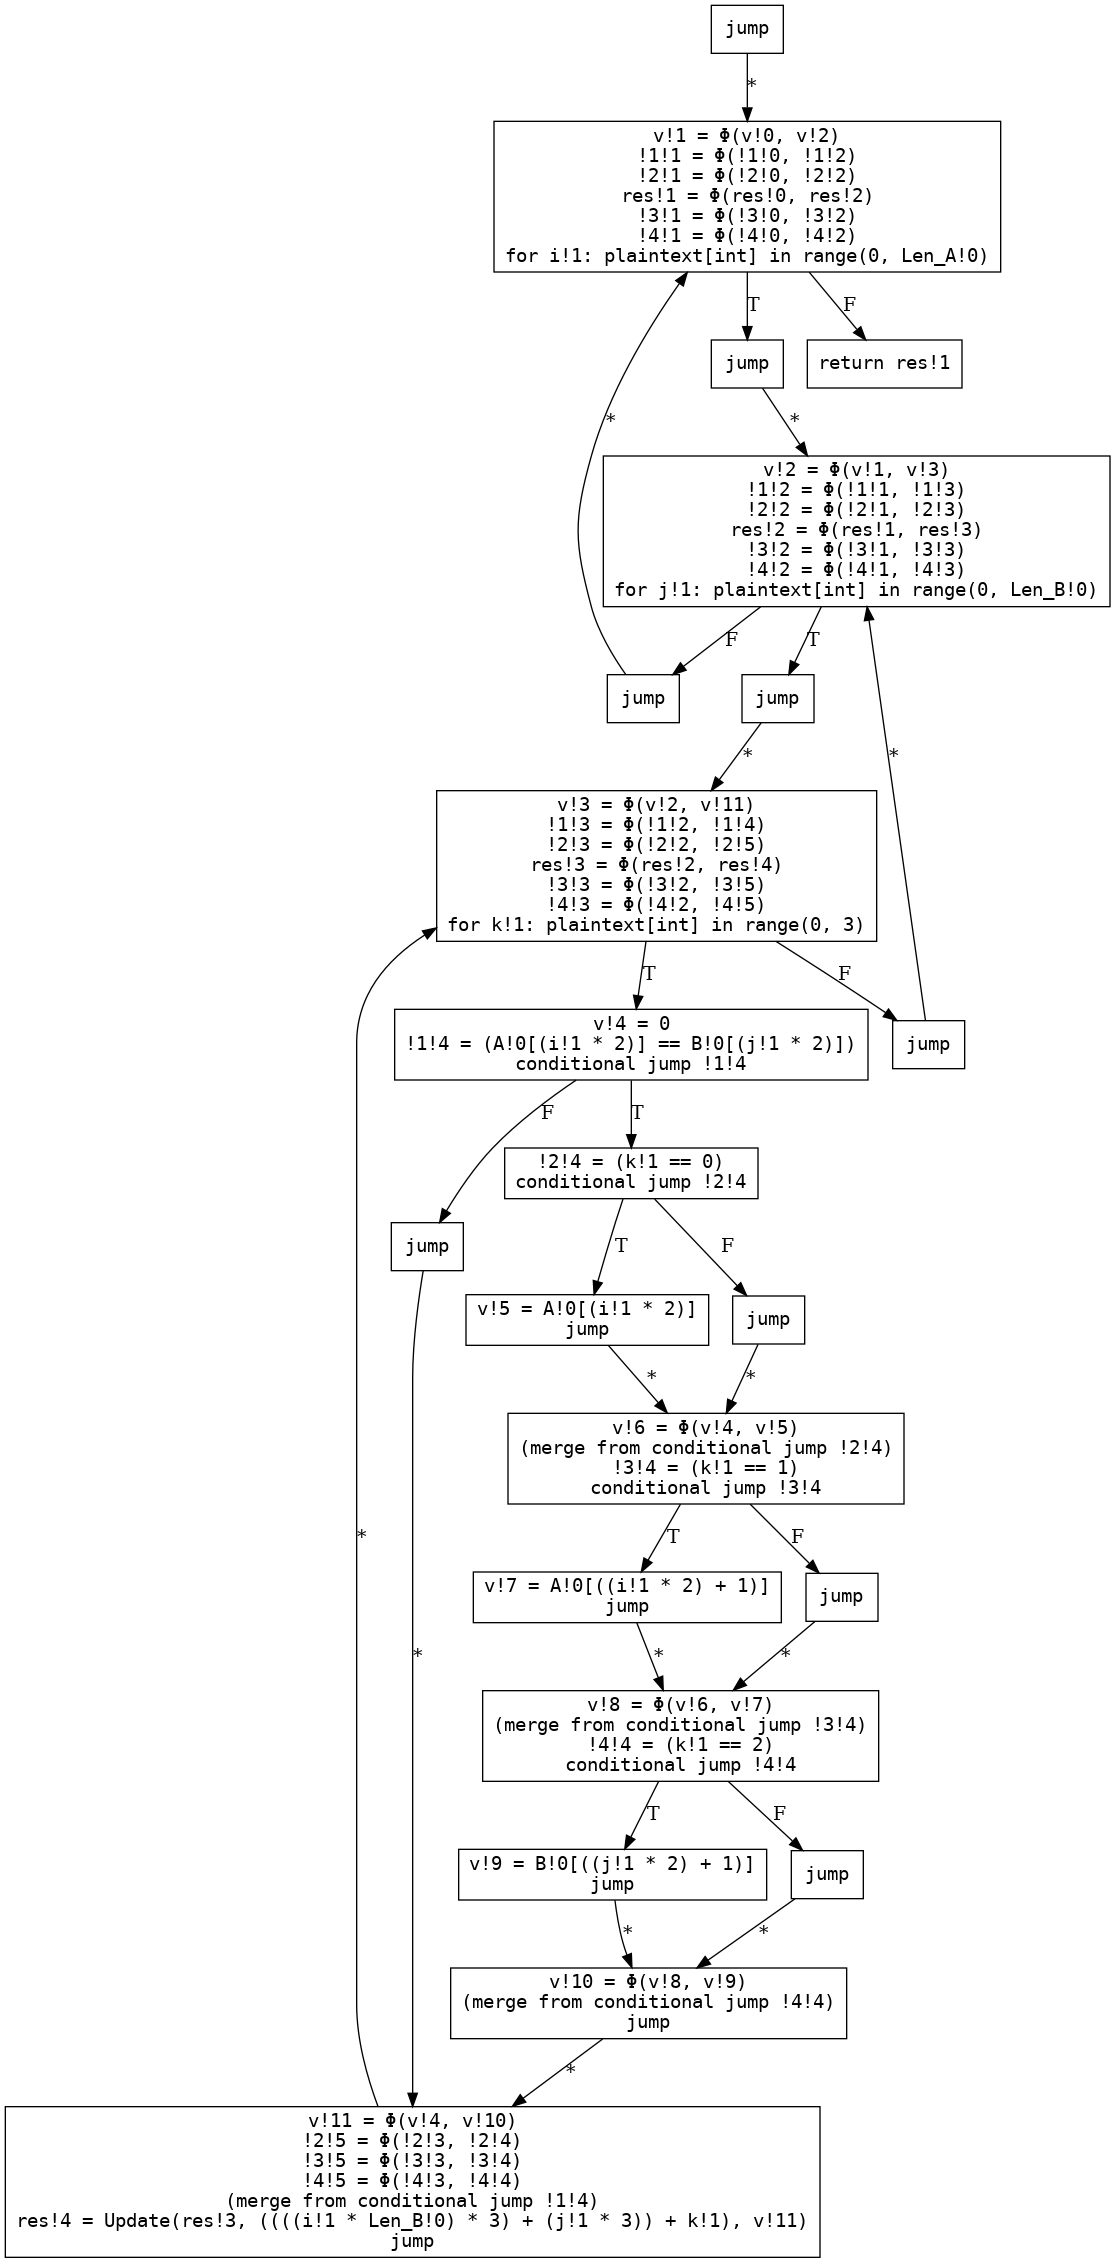 jump
*
v!1 = Φ(v!0, v!2)
!1!1 = Φ(!1!0, !1!2)
!2!1 = Φ(!2!0, !2!2)
res!1 = Φ(res!0, res!2)
!3!1 = Φ(!3!0, !3!2)
!4!1 = Φ(!4!0, !4!2)
for i!1: plaintext[int] in range(0, Len_A!0)
T
F
jump
return res!1
*
*
v!2 = Φ(v!1, v!3)
!1!2 = Φ(!1!1, !1!3)
!2!2 = Φ(!2!1, !2!3)
res!2 = Φ(res!1, res!3)
!3!2 = Φ(!3!1, !3!3)
!4!2 = Φ(!4!1, !4!3)
for j!1: plaintext[int] in range(0, Len_B!0)
F
T
jump
jump
*
*
v!3 = Φ(v!2, v!11)
!1!3 = Φ(!1!2, !1!4)
!2!3 = Φ(!2!2, !2!5)
res!3 = Φ(res!2, res!4)
!3!3 = Φ(!3!2, !3!5)
!4!3 = Φ(!4!2, !4!5)
for k!1: plaintext[int] in range(0, 3)
T
F
v!4 = 0
!1!4 = (A!0[(i!1 * 2)] == B!0[(j!1 * 2)])
conditional jump !1!4
jump
F
T
!2!4 = (k!1 == 0)
conditional jump !2!4
jump
T
F
v!5 = A!0[(i!1 * 2)]
jump
jump
*
*
v!6 = Φ(v!4, v!5)
(merge from conditional jump !2!4)
!3!4 = (k!1 == 1)
conditional jump !3!4
*
T
F
v!7 = A!0[((i!1 * 2) + 1)]
jump
jump
*
*
*
v!8 = Φ(v!6, v!7)
(merge from conditional jump !3!4)
!4!4 = (k!1 == 2)
conditional jump !4!4
T
F
v!9 = B!0[((j!1 * 2) + 1)]
jump
jump
*
*
v!10 = Φ(v!8, v!9)
(merge from conditional jump !4!4)
jump
*
v!11 = Φ(v!4, v!10)
!2!5 = Φ(!2!3, !2!4)
!3!5 = Φ(!3!3, !3!4)
!4!5 = Φ(!4!3, !4!4)
(merge from conditional jump !1!4)
res!4 = Update(res!3, ((((i!1 * Len_B!0) * 3) + (j!1 * 3)) + k!1), v!11)
jump